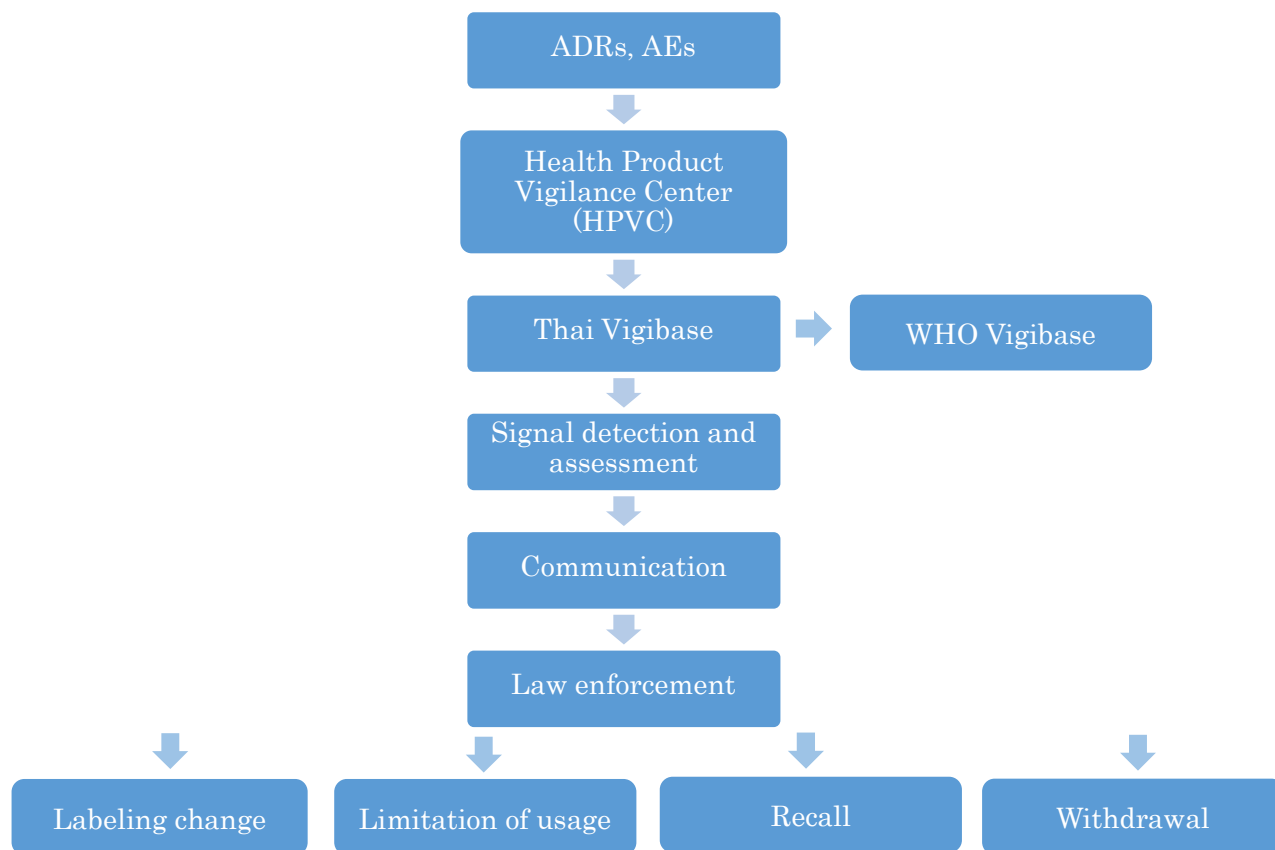 ADRs, AEs
Health Product
Vigilance Center
(HPVC)
Thai Vigibase
WHO Vigibase
Signal detection and
assessment
Communication
Law enforcement
Labeling change
Limitation of usage
Recall
Withdrawal